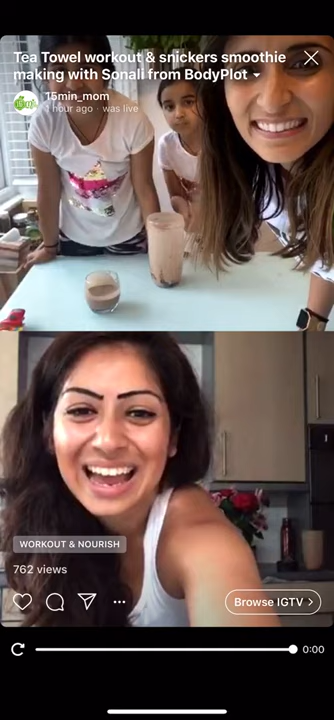 Tea Towel workout & snickers smoothie
making with Sonali from BodyPlot
15min_mom
1 hour ago · was live
WORKOUT & NOURISH
762 views
Browse IGTV >
0:00